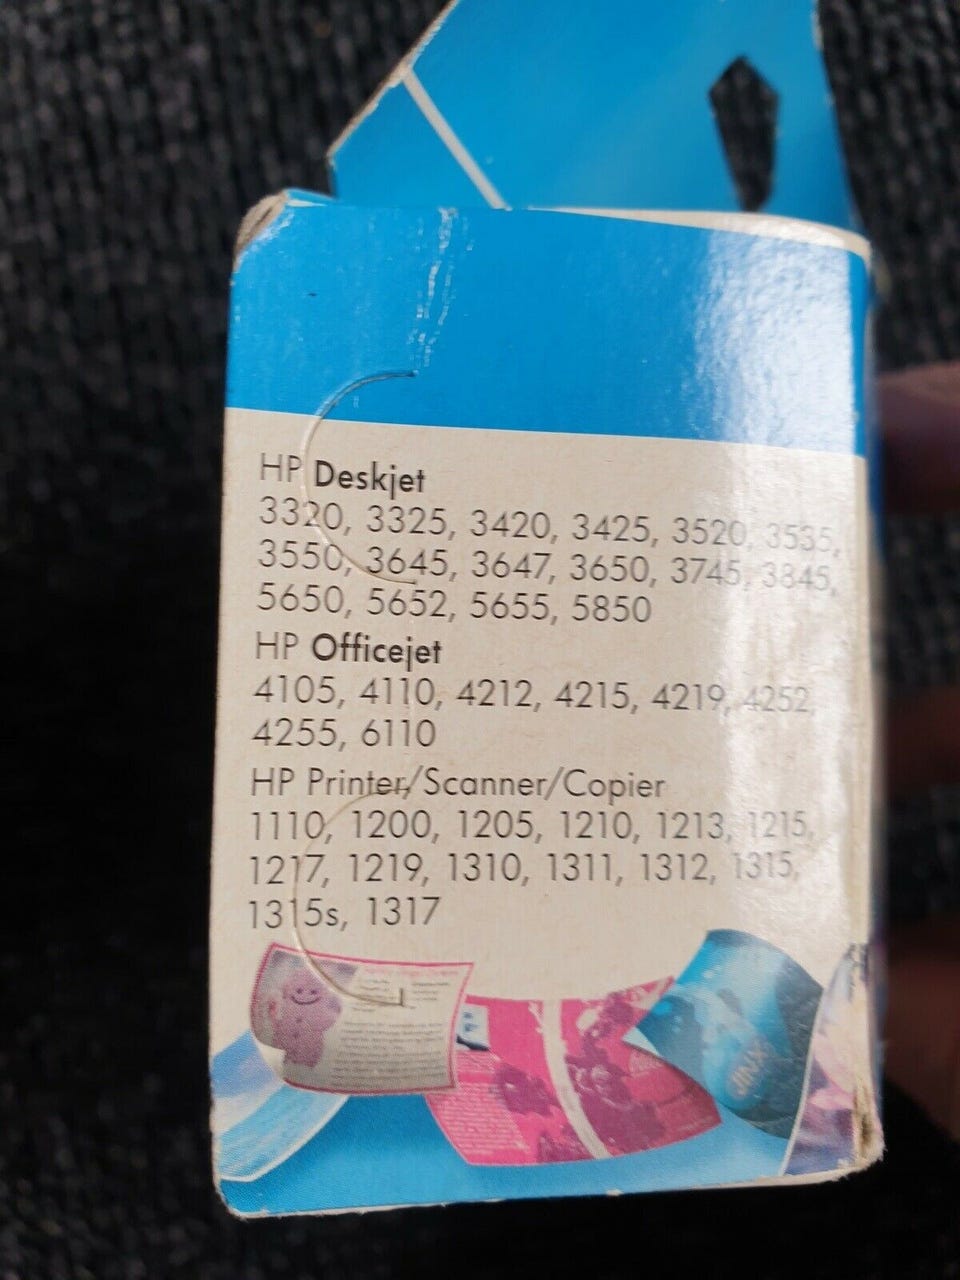 HP Deskjet
3320, 3325, 3420, 3425, 3520, 3535,
3550, 3645, 3647, 3650, 3745, 3845,
5650, 5652, 5655, 5850
HP Officejet
4105, 4110, 4212, 4215, 4219, 4252,
4255, 6110
HP Printer/Scanner/Copier
1110, 1200, 1205, 1210, 1213, 1215,
1217, 1219, 1310, 1311, 1312, 1315,
1315s, 1317
JINX